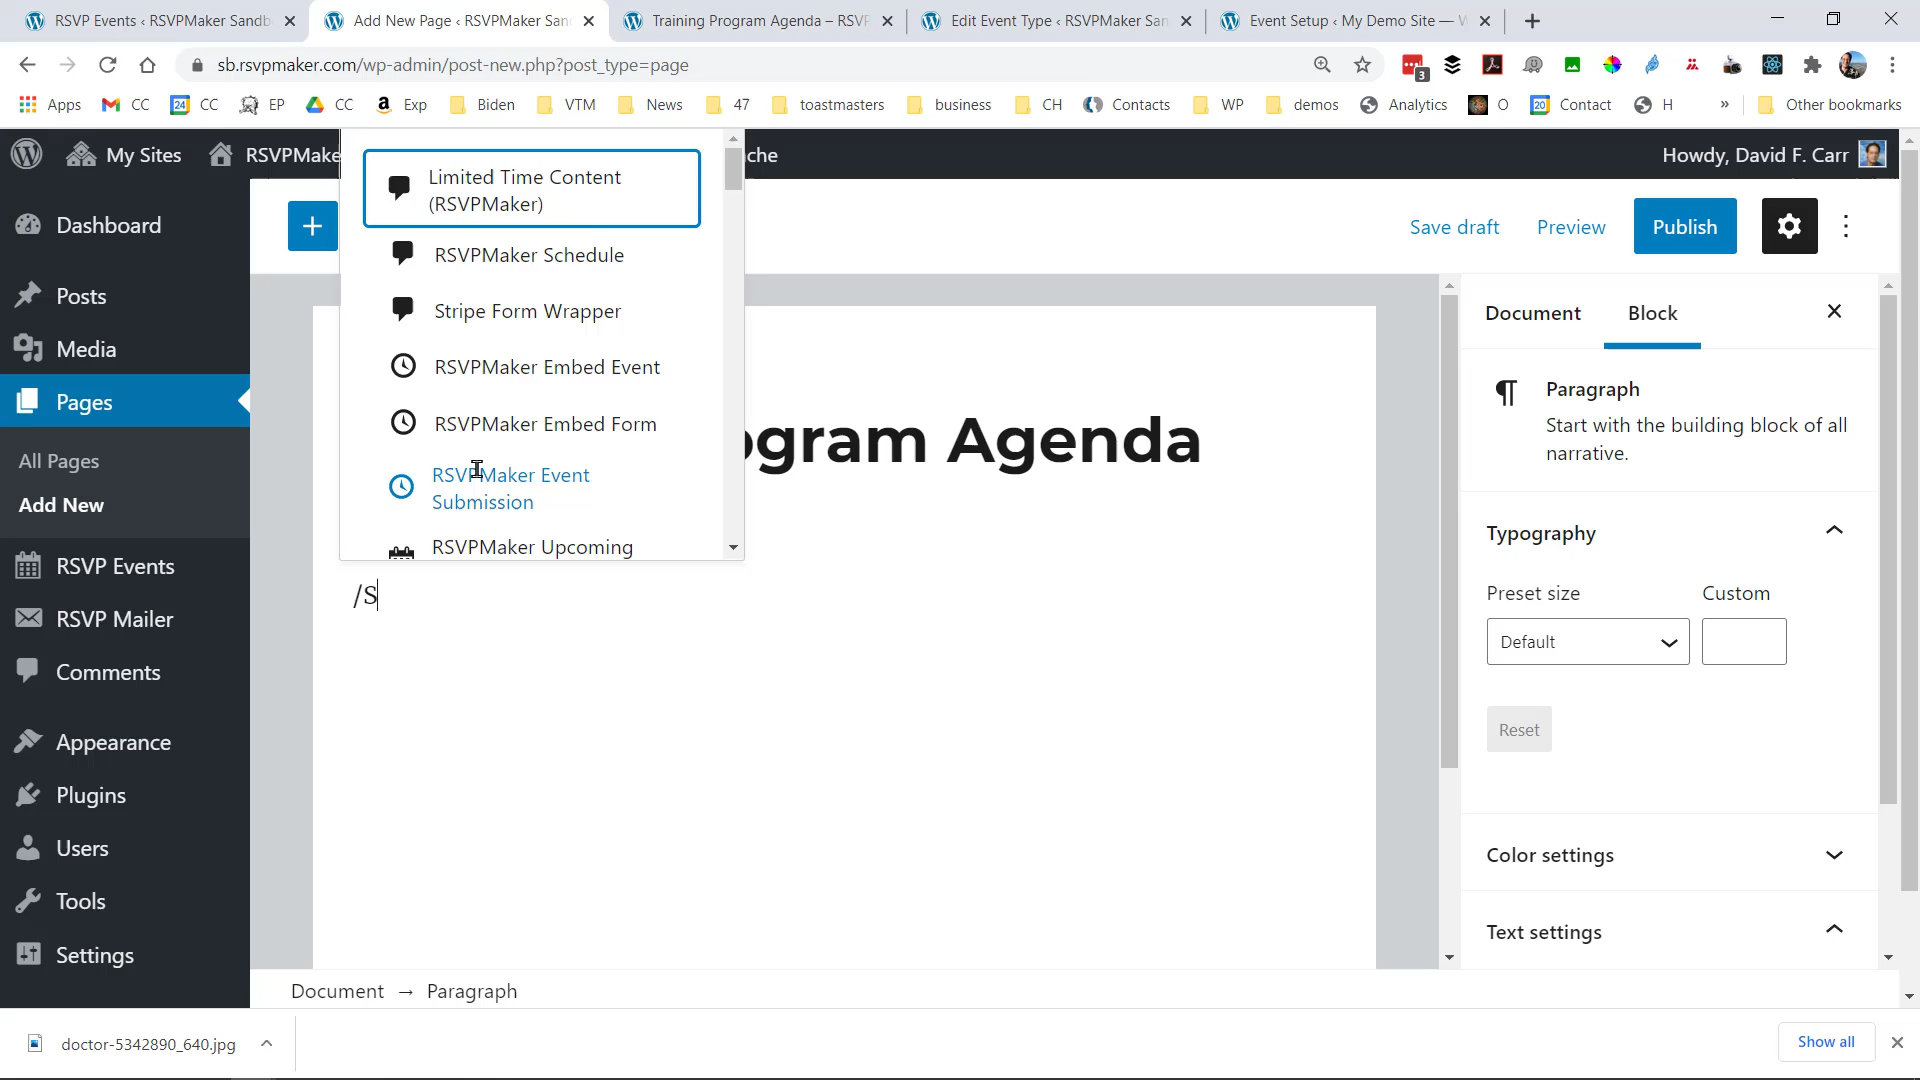 RSVP Events ‹ RSVPMaker Sandb
Add New Page ‹ RSVPMaker San
Training Program Agenda – RSVP
Edit Event Type ‹ RSVPMaker San
Event Setup ‹ My Demo Site — W
sb.rsvpmaker.com/wp-admin/post-new.php?post_type=page
3
Apps
CC
24 CC
EP
CC
a Exp
Biden
VTM
News
47
toastmasters
business
CH
Contacts
WP
demos
Analytics
O
20 Contact
H
»
Other bookmarks
My Sites
RSVPMake
che
Howdy, David F. Carr
Dashboard
Posts
Media
Pages
All Pages
Add New
RSVP Events
RSVP Mailer
Comments
Appearance
Plugins
Users
Tools
Settings
Limited Time Content
(RSVPMaker)
RSVPMaker Schedule
Stripe Form Wrapper
RSVPMaker Embed Event
RSVPMaker Embed Form
RSVPMaker Event
Submission
RSVPMaker Upcoming
Save draft
Preview
Publish
ogram Agenda
/S
Document
Block
Paragraph
Start with the building block of all
narrative.
Typography
Preset size
Custom
Default
Reset
Color settings
Text settings
Document → Paragraph
doctor-5342890_640.jpg
Show all